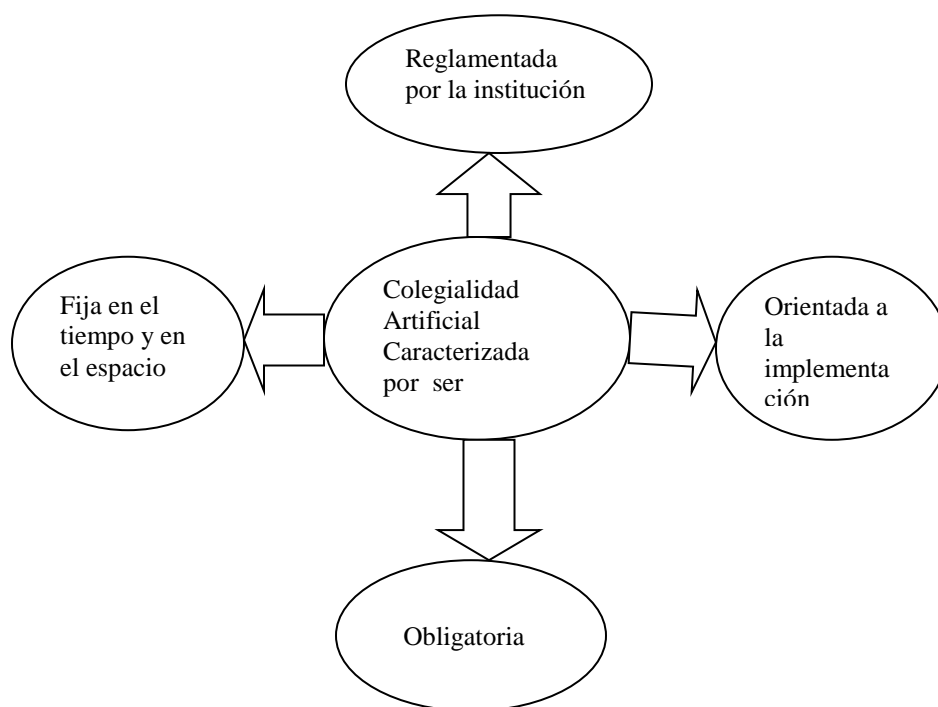 Reglamentada
por la institución
Fija en el
tiempo y en
el espacio
Colegialidad
Artificial
Caracterizada
por ser
Orientada a
la
implementa
ción
Obligatoria